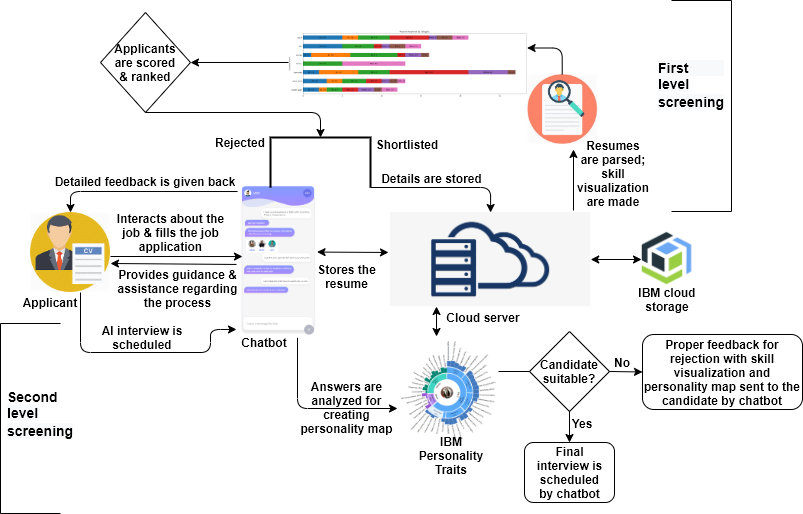 Applicants
are scored
& ranked
First
level
screening
Rejected
Shortlisted
Resumes
are parsed;
skill
visualization
are made
Detailed feedback is given back
Details are stored
Interacts about the
job & fills the job
application
CV
Provides guidance &
assistance regarding
the process
Stores the
resume
Applicant
IBM cloud
storage
AI interview is
scheduled
Chatbot
Cloud server
Second
level
screening
Answers are
analyzed for
creating
personality map
IBM
Personality
Traits
Candidate
suitable?
No
Proper feedback for
rejection with skill
visualization and
personality map sent to the
candidate by chatbot
Yes
Final
interview is
scheduled
by chatbot